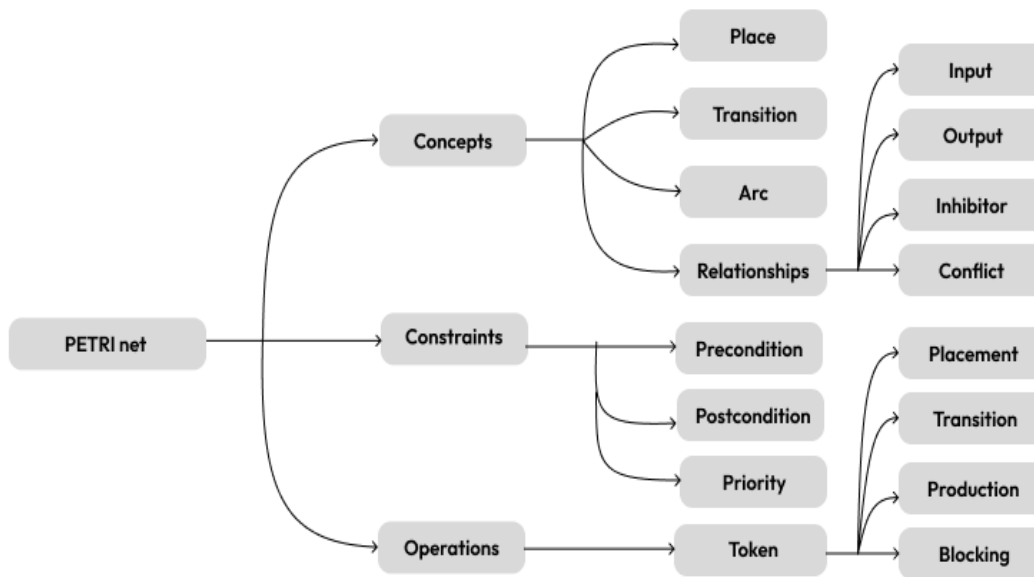 Place
Input
Transition
Output
Concepts
Arc
Inhibitor
Relationships
Conflict
PETRI net
Constraints
Precondition
Placement
Postcondition
Transition
Priority
Production
Operations
Token
Blocking